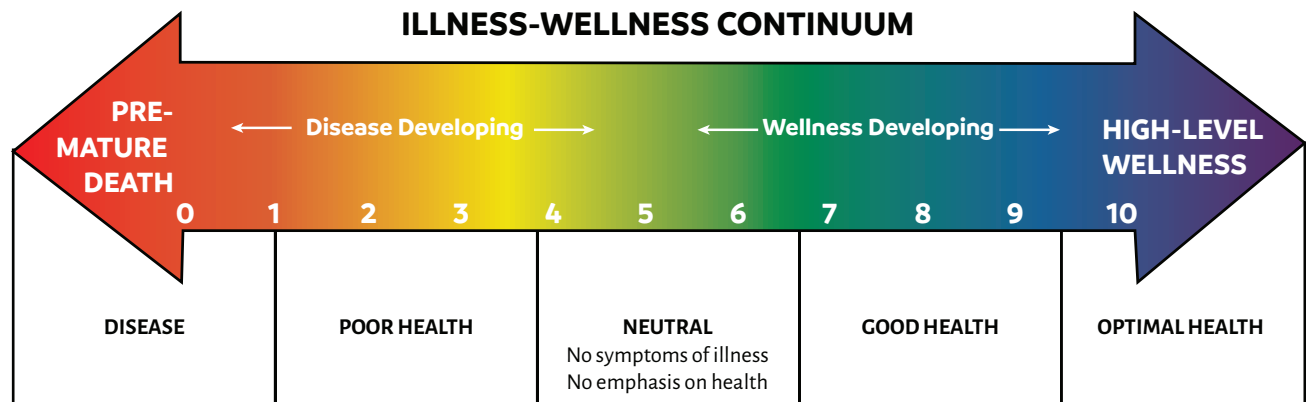 ILLNESS-WELLNESS CONTINUUM
PRE-
MATURE
DEATH
Disease Developing
Wellness Developing
HIGH-LEVEL
WELLNESS
0 1 2 3 4 5 6 7 8 9 10
DISEASE
POOR HEALTH
NEUTRAL
No symptoms of illness
No emphasis on health
GOOD HEALTH
OPTIMAL HEALTH